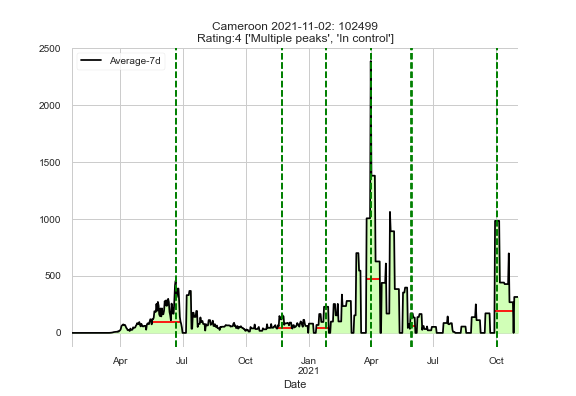 Cameroon 2021-11-02: 102499
Rating:4 ['Multiple peaks', 'In control']
2500
Average-7d
2000
1500
1000
500
0
Apr Jul Oct Jan Apr Jul Oct
2021
Date